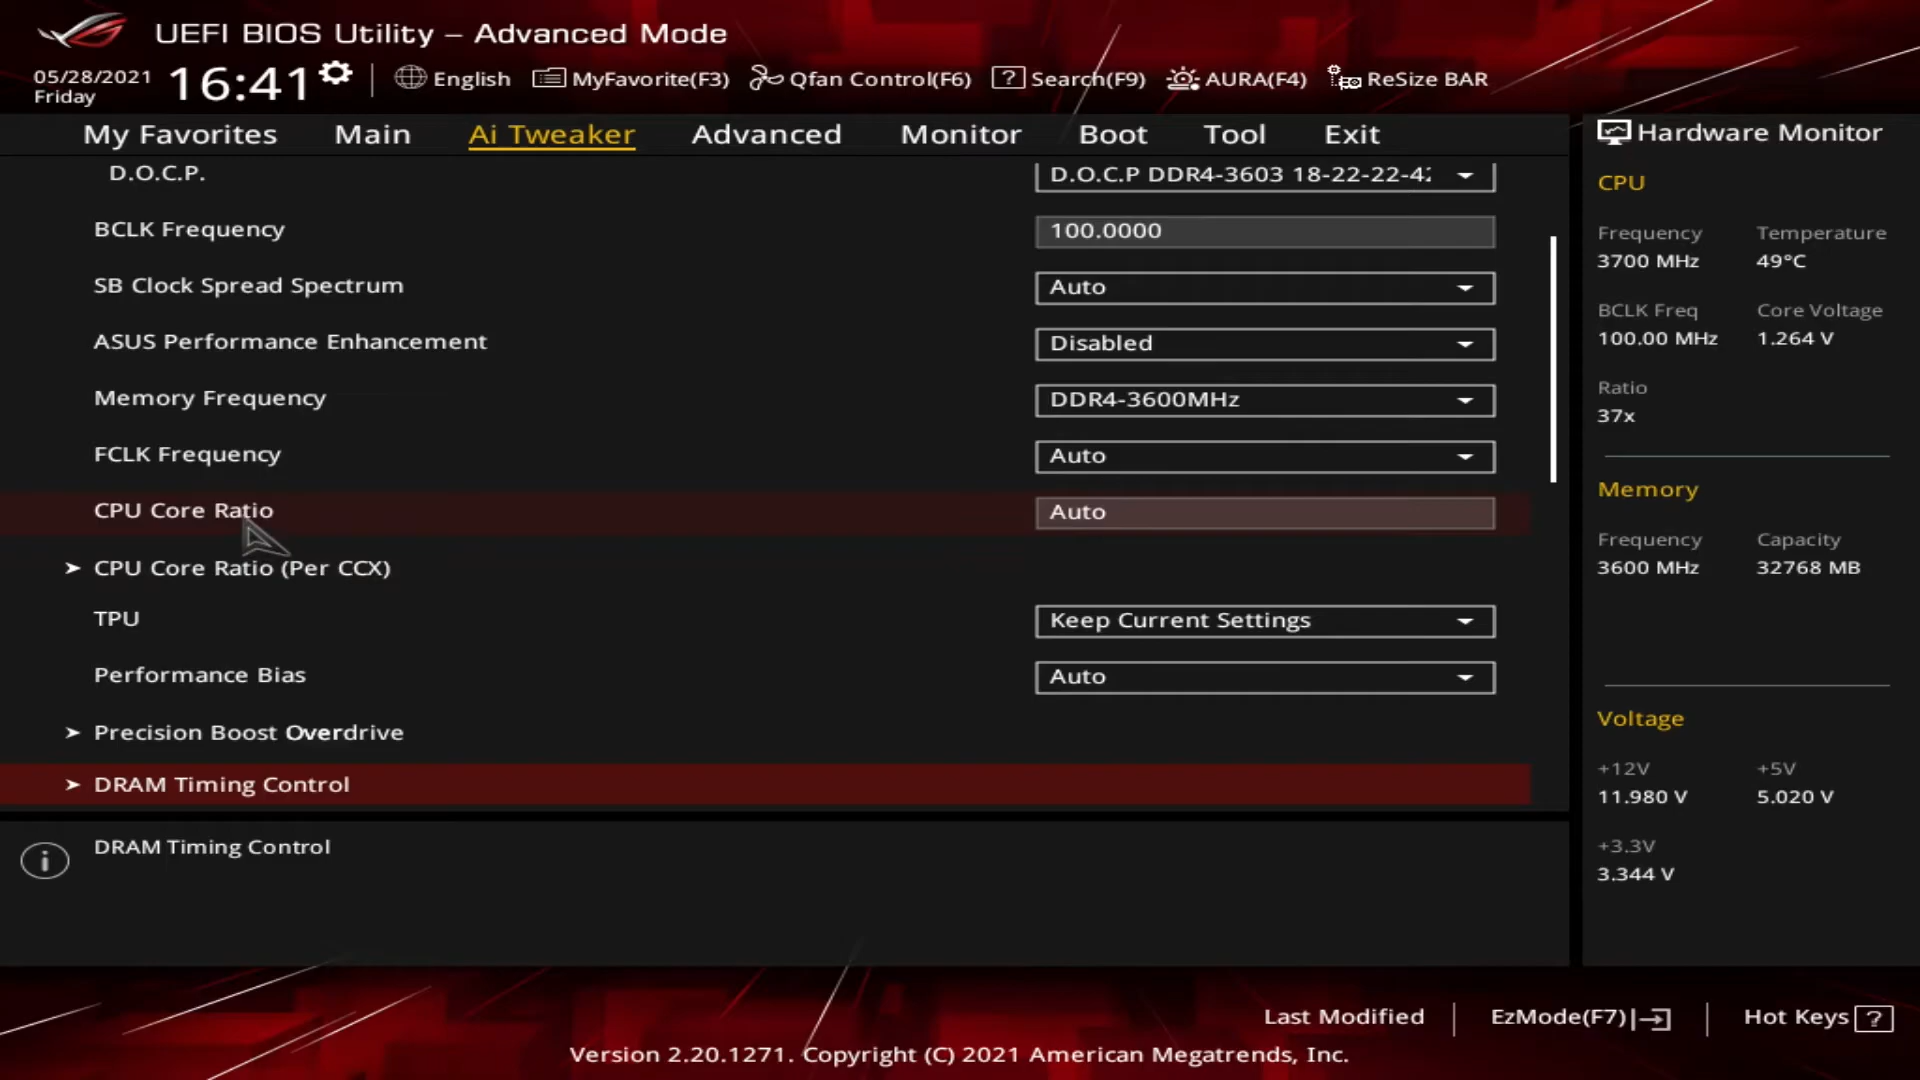 UEFI BIOS Utility – Advanced Mode
05/28/2021
Friday
16:41
English
MyFavorite(F3)
Qfan Control(F6)
? Search(F9)
AURA(F4)
ReSize BAR
My Favorites
Main
Ai Tweaker
Advanced
Monitor
Boot
Tool
Exit
D.O.C.P.
D.O.C.P DDR4-3603 18-22-22-42
BCLK Frequency
100.0000
SB Clock Spread Spectrum
Auto
ASUS Performance Enhancement
Disabled
Memory Frequency
DDR4-3600MHz
FCLK Frequency
Auto
CPU Core Ratio
Auto
CPU Core Ratio (Per CCX)
TPU
Keep Current Settings
Performance Bias
Auto
Precision Boost Overdrive
DRAM Timing Control
i
DRAM Timing Control
Hardware Monitor
CPU
Frequency
Temperature
3700 MHz
49°C
BCLK Freq
Core Voltage
100.00 MHz
1.264 V
Ratio
37x
Memory
Frequency
Capacity
3600 MHz
32768 MB
Voltage
+12V
+5V
11.980 V
5.020 V
+3.3V
3.344 V
Last Modified
EzMode(F7)
Hot Keys ?
Version 2.20.1271. Copyright (C) 2021 American Megatrends, Inc.